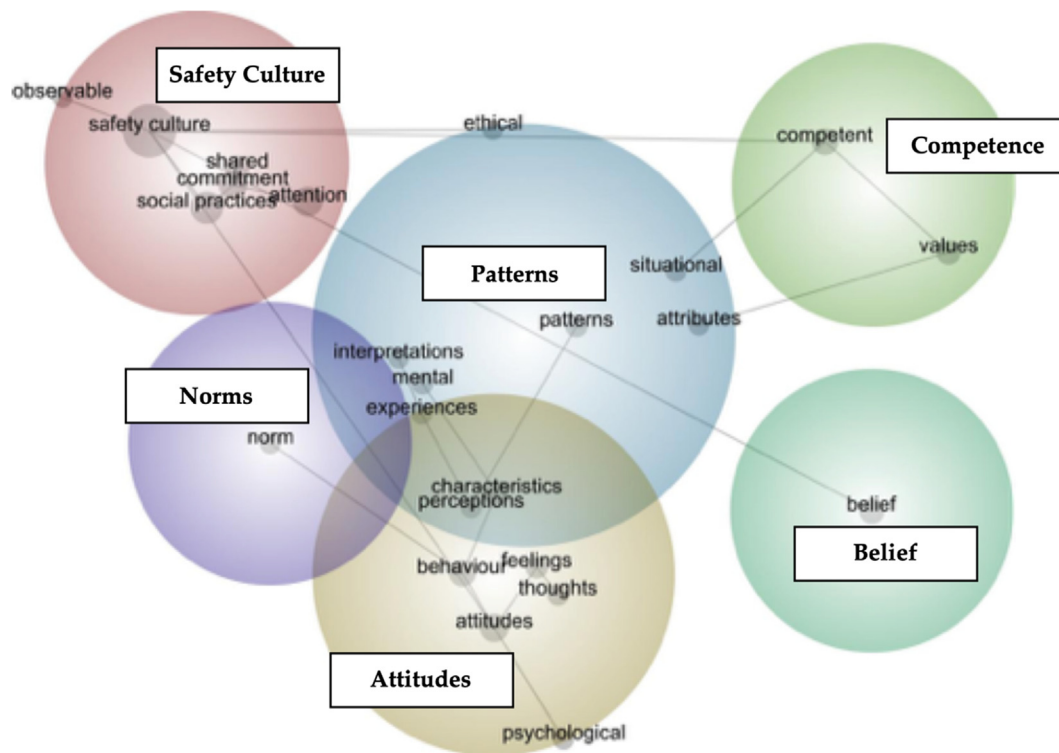 Safety Culture
observable
safety culture
ethical
competent
Competence
shared
commitment
social practices
attention
values
situational
Patterns
patterns
attributes
interpretations
mental
experiences
Norms
norm
characteristics
perceptions
belief
Belief
behaviour
feelings
thoughts
attitudes
Attitudes
psychological